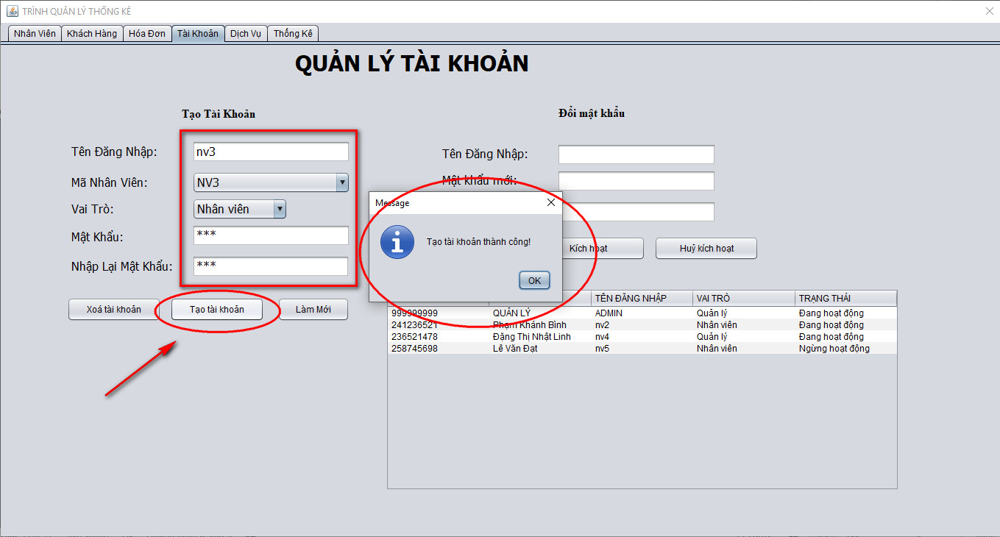 TRÌNH QUẢN LÝ THỐNG KÊ
Nhân Viên Khách Hàng Hóa Đơn Tài Khoản Dịch Vụ Thống Kê
QUẢN LÝ TÀI KHOẢN
Tạo Tài Khoản
Tên Đăng Nhập: nv3
Mã Nhân Viên: NV3
Vai Trò: Nhân viên
Mật Khẩu: ***
Nhập Lại Mật Khẩu: ***
Xoá tài khoản Tạo tài khoản Làm Mới
Đổi mật khẩu
Tên Đăng Nhập:
Mật khẩu mới:
Message
Tạo tài khoản thành công!
OK
Kích hoạt Huỷ kích hoạt
TÊN ĐĂNG NHẬP VAI TRÒ TRẠNG THÁI
999999999 QUẢN LÝ ADMIN Quản lý Đang hoạt động
241236521 Phạm Khánh Bình nv2 Nhân viên Đang hoạt động
236521478 Đặng Thị Nhật Linh nv4 Quản lý Đang hoạt động
258745698 Lê Văn Đạt nv5 Nhân viên Ngừng hoạt động